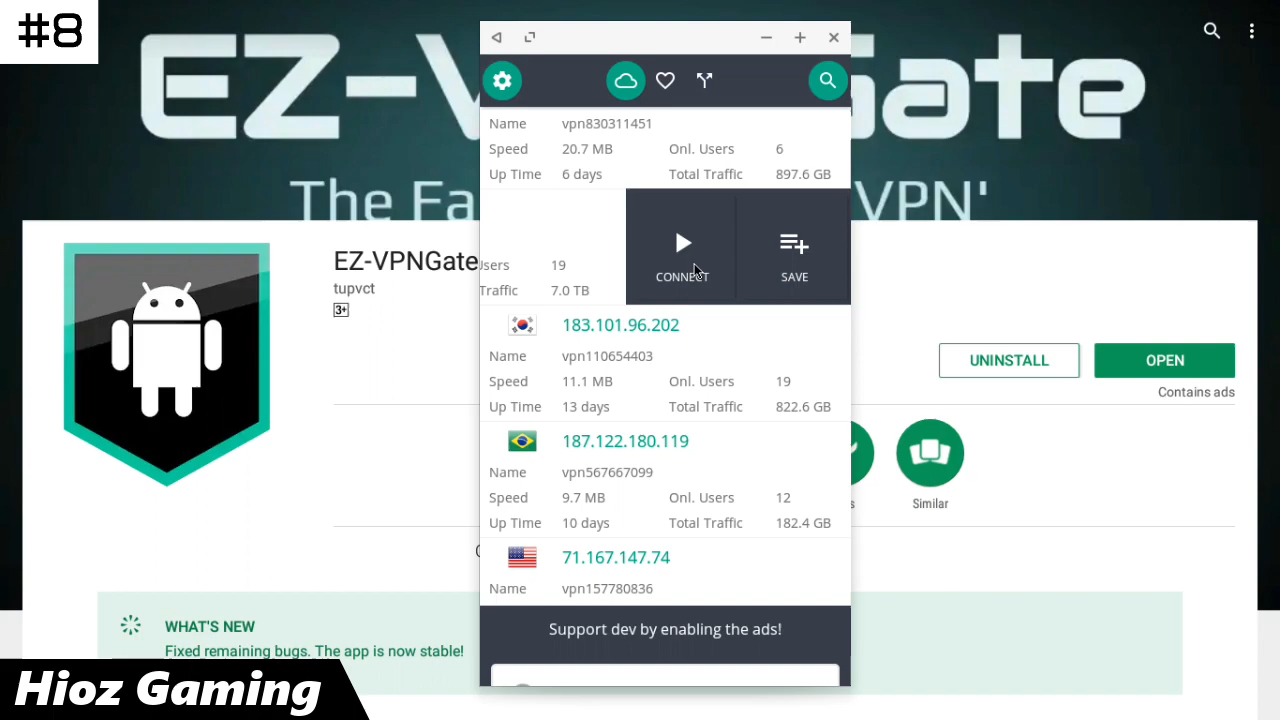 #8
EZ-V
Gate
The Fa
VPN'
Name vpn830311451
Speed 20.7 MB Onl. Users 6
Up Time 6 days Total Traffic 897.6 GB
Users 19
Traffic 7.0 TB
CONNECT
SAVE
183.101.96.202
Name vpn110654403
Speed 11.1 MB Onl. Users 19
Up Time 13 days Total Traffic 822.6 GB
187.122.180.119
Name vpn567667099
Speed 9.7 MB Onl. Users 12
Up Time 10 days Total Traffic 182.4 GB
71.167.147.74
Name vpn157780836
Support dev by enabling the ads!
EZ-VPNGate
tupvct
3+
UNINSTALL
OPEN
Contains ads
Similar
WHAT'S NEW
Fixed remaining bugs. The app is now stable!
Hioz Gaming